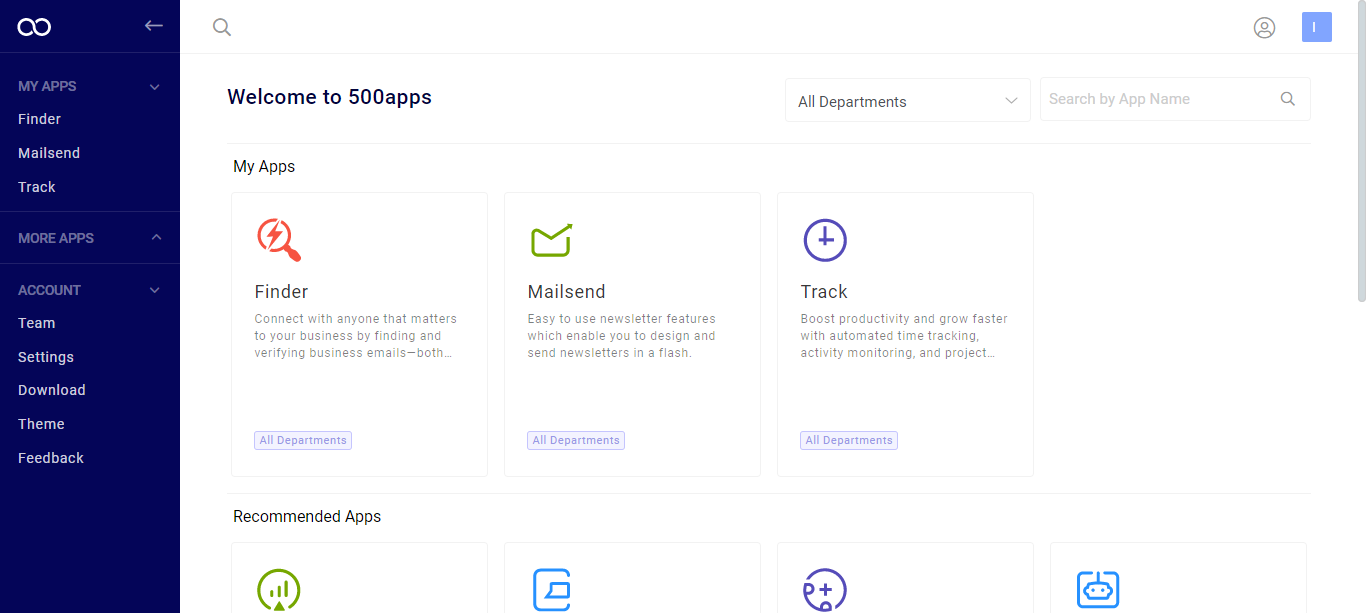 MY APPS
Finder
Mailsend
Track
MORE APPS
ACCOUNT
Team
Settings
Download
Theme
Feedback
I
Welcome to 500apps
All Departments
Search by App Name
My Apps
Finder
Connect with anyone that matters
to your business by finding and
verifying business emails—both...
All Departments
Mailsend
Easy to use newsletter features
which enable you to design and
send newsletters in a flash.
All Departments
Track
Boost productivity and grow faster
with automated time tracking,
activity monitoring, and project...
All Departments
Recommended Apps